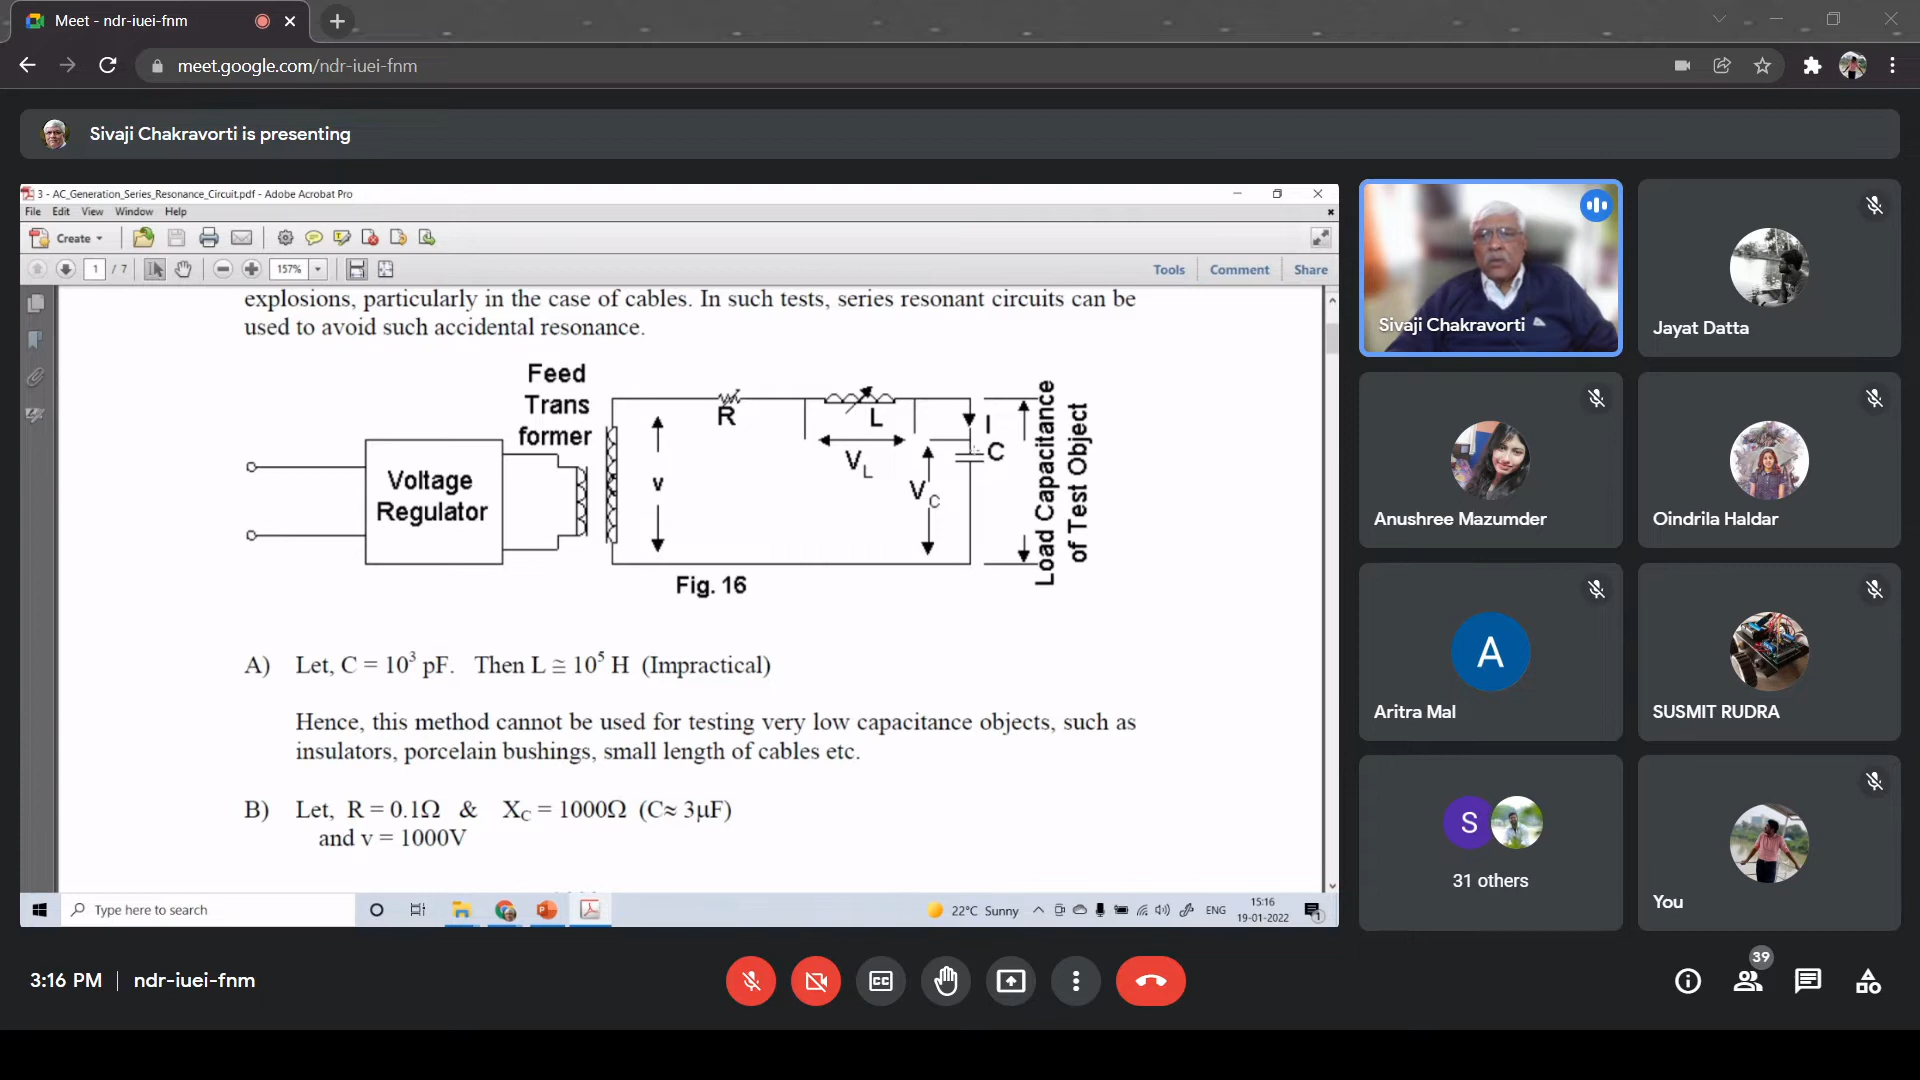 Meet - ndr-iuei-fnm
meet.google.com/ndr-iuei-fnm
Sivaji Chakravorti is presenting
3 - AC_Generation_Series_Resonance_Circuit.pdf - Adobe Acrobat Pro
File Edit View Window Help
Create
1 / 7 157% Tools Comment Share
explosions, particularly in the case of cables. In such tests, series resonant circuits can be
used to avoid such accidental resonance.
Feed
Trans
former
Voltage
Regulator
v
R
L
V_L
I
C
V_C
Load Capacitance
of Test Object
Fig. 16
A) Let, C = 10³ pF. Then L ≅ 10⁵ H (Impractical)
Hence, this method cannot be used for testing very low capacitance objects, such as
insulators, porcelain bushings, small length of cables etc.
B) Let, R = 0.1Ω & X_C = 1000Ω (C≈ 3μF)
and v = 1000V
Type here to search
22°C Sunny
ENG
15:16
19-01-2022
1
Sivaji Chakravorti
Jayat Datta
Anushree Mazumder
Oindrila Haldar
A
Aritra Mal
SUSMIT RUDRA
S
31 others
You
3:16 PM | ndr-iuei-fnm
39